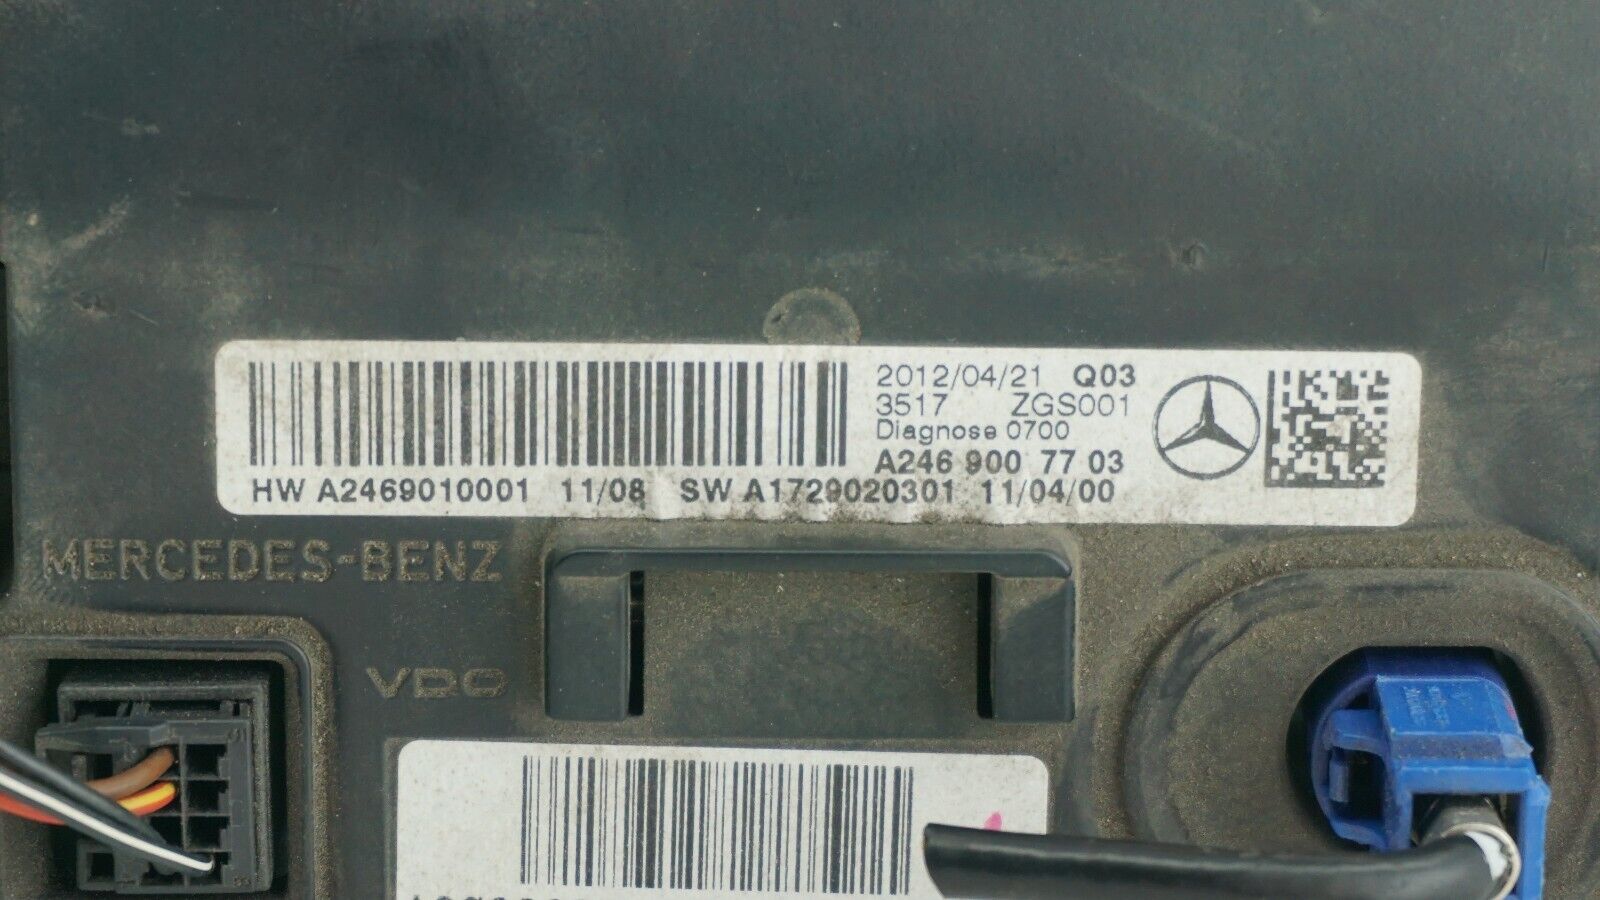 2012/04/21 Q03
3517 ZGS001
Diagnose 0700
A246 900 77 03
HW A2469010001 11/08 SW A1729020301 11/04/00
MERCEDES-BENZ
VDO